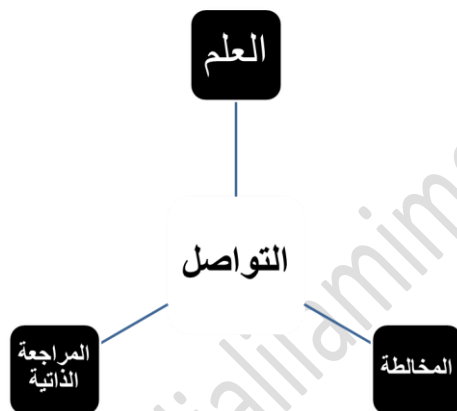 العلم
التواصل
المراجعة
الذاتية
المخالطة